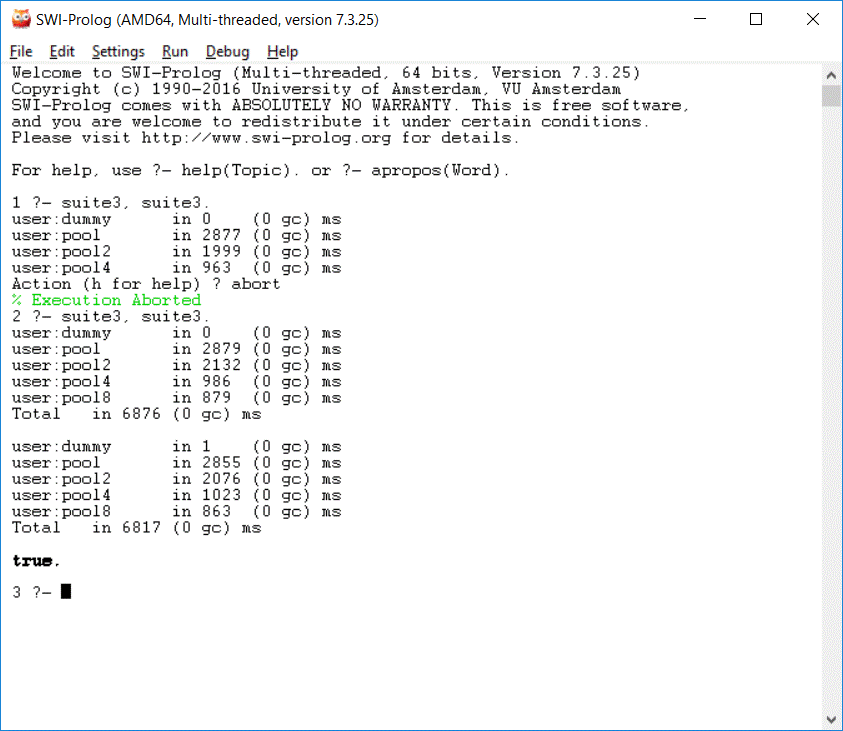 SWI-Prolog (AMD64, Multi-threaded, version 7.3.25)
File Edit Settings Run Debug Help
Welcome to SWI-Prolog (Multi-threaded, 64 bits, Version 7.3.25)
Copyright (c) 1990-2016 University of Amsterdam, VU Amsterdam
SWI-Prolog comes with ABSOLUTELY NO WARRANTY. This is free software,
and you are welcome to redistribute it under certain conditions.
Please visit http://www.swi-prolog.org for details.
For help, use ?- help(Topic). or ?- apropos(Word).
1 ?- suite3, suite3.
user:dummy in 0 (0 gc) ms
user:pool in 2877 (0 gc) ms
user:pool2 in 1999 (0 gc) ms
user:pool4 in 963 (0 gc) ms
Action (h for help) ? abort
% Execution Aborted
2 ?- suite3, suite3.
user:dummy in 0 (0 gc) ms
user:pool in 2879 (0 gc) ms
user:pool2 in 2132 (0 gc) ms
user:pool4 in 986 (0 gc) ms
user:pool8 in 879 (0 gc) ms
Total in 6876 (0 gc) ms
user:dummy in 1 (0 gc) ms
user:pool in 2855 (0 gc) ms
user:pool2 in 2076 (0 gc) ms
user:pool4 in 1023 (0 gc) ms
user:pool8 in 863 (0 gc) ms
Total in 6817 (0 gc) ms
true.
3 ?-